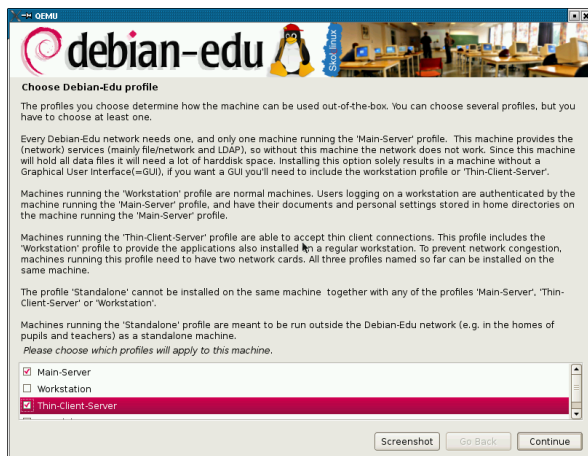 QEMU
debian-edu
Skolelinux
Choose Debian-Edu profile
The profiles you choose determine how the machine can be used out-of-the-box. You can choose several profiles, but you
have to choose at least one.
Every Debian-Edu network needs one, and only one machine running the 'Main-Server' profile.  This machine provides the
(network) services (mainly file/network and LDAP), so without this machine the network does not work. Since this machine
will hold all data files it will need a lot of harddisk space. Installing this option solely results in a machine without a
Graphical User Interface(=GUI), if you want a GUI you'll need to include the workstation profile or 'Thin-Client-Server'.
Machines running the 'Workstation' profile are normal machines. Users logging on a workstation are authenticated by the
machine running the 'Main-Server' profile, and have their documents and personal settings stored in home directories on
the machine running the 'Main-Server' profile.
Machines running the 'Thin-Client-Server' profile are able to accept thin client connections. This profile includes the
'Workstation' profile to provide the applications also installed on a regular workstation. To prevent network congestion,
machines running this profile need to have two network cards. All three profiles named so far can be installed on the
same machine.
The profile 'Standalone' cannot be installed on the same machine  together with any of the profiles 'Main-Server', 'Thin-
Client-Server' or 'Workstation'.
Machines running the 'Standalone' profile are meant to be run outside the Debian-Edu network (e.g. in the homes of
pupils and teachers) as a standalone machine.
Please choose which profiles will apply to this machine.
Main-Server
Workstation
Thin-Client-Server
Screenshot
Go Back
Continue